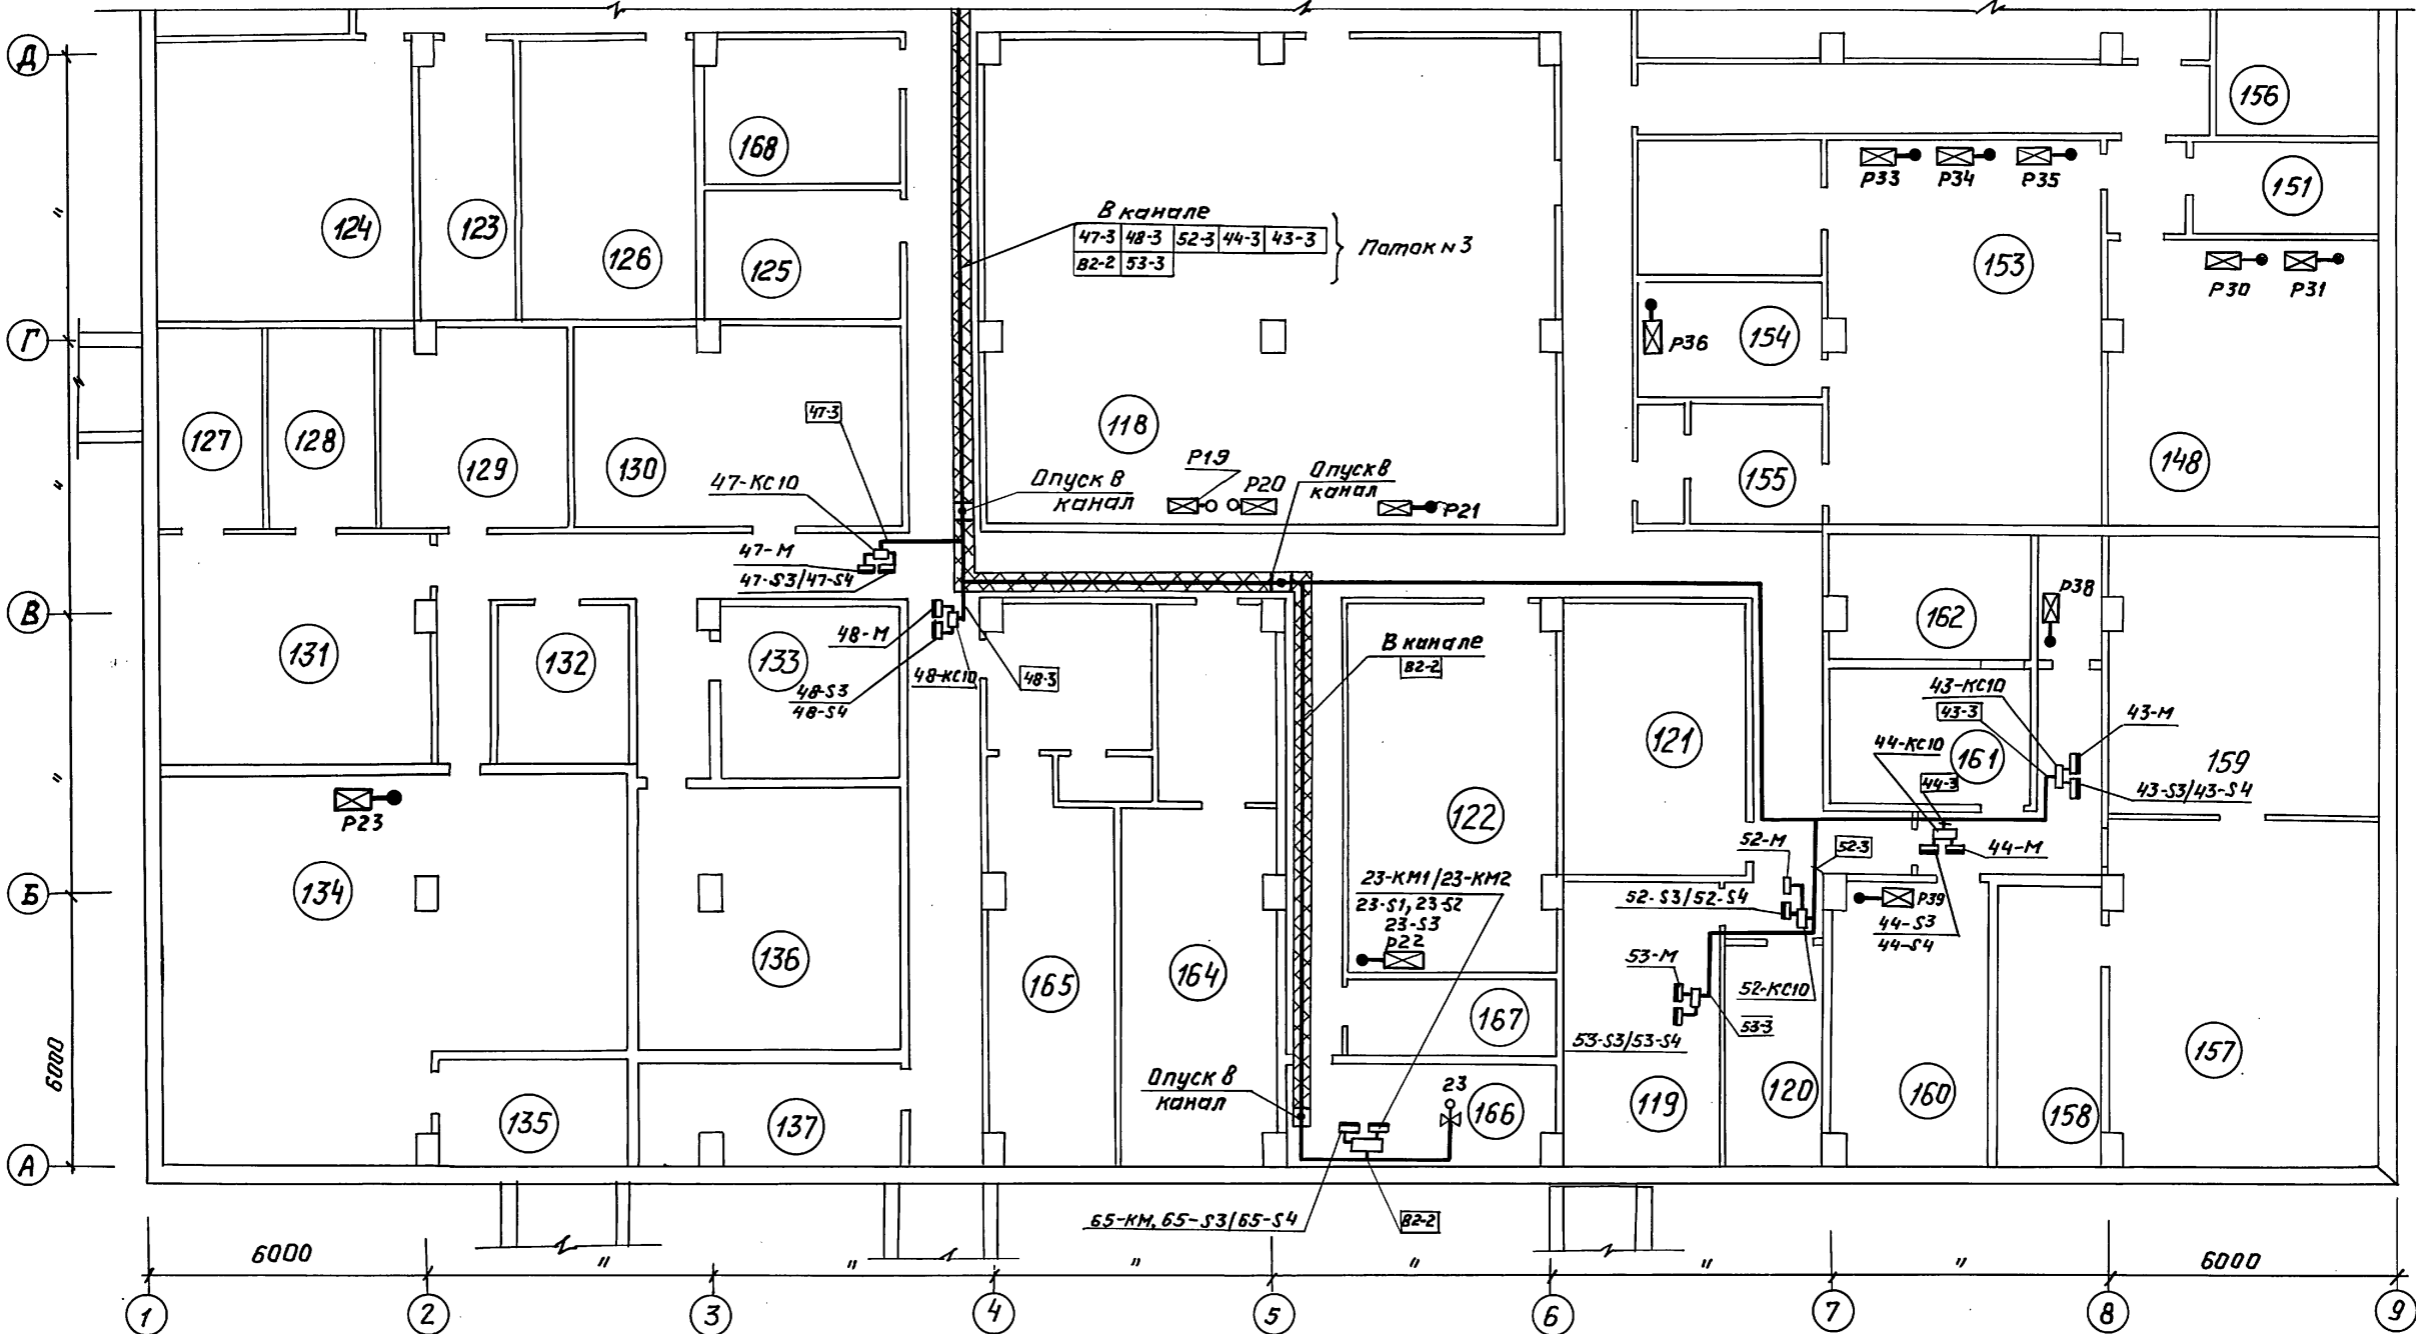 Д
156
168
Р33
Р34
Р35
151
124
123
В канале
47-3 48-3 52-3 44-3 43-3
В2-2 53-3
Поток №3
126
125
153
Р30
Р31
Г
Р36
154
127
128
129
130
47-3
118
148
47-КС10
Опуск в
канал
Р19
Р20
Опуск в
канал
Р21
155
47-М
47-S3/47-S4
В
131
132
133
48-М
48-S3
48-S4
48-КС10
48-3
В канале
В2-2
162
Р38
43-КС10
43-3
43-М
121
44-КС10
161
44-3
159
43-S3/43-S4
Р23
122
52-М
52-3
44-М
Б
134
23-КМ1/23-КМ2
23-S1, 23-S2
23-S3
Р22
52-S3/52-S4
Р39
44-S3
44-S4
136
165
164
53-М
52-КС10
53-3
167
53-S3/53-S4
6000
157
Опуск в
канал
23
135
137
166
119
120
160
158
А
65-КМ, 65-S3/65-S4
В2-2
6000 " " " " " " 6000
1 2 3 4 5 6 7 8 9